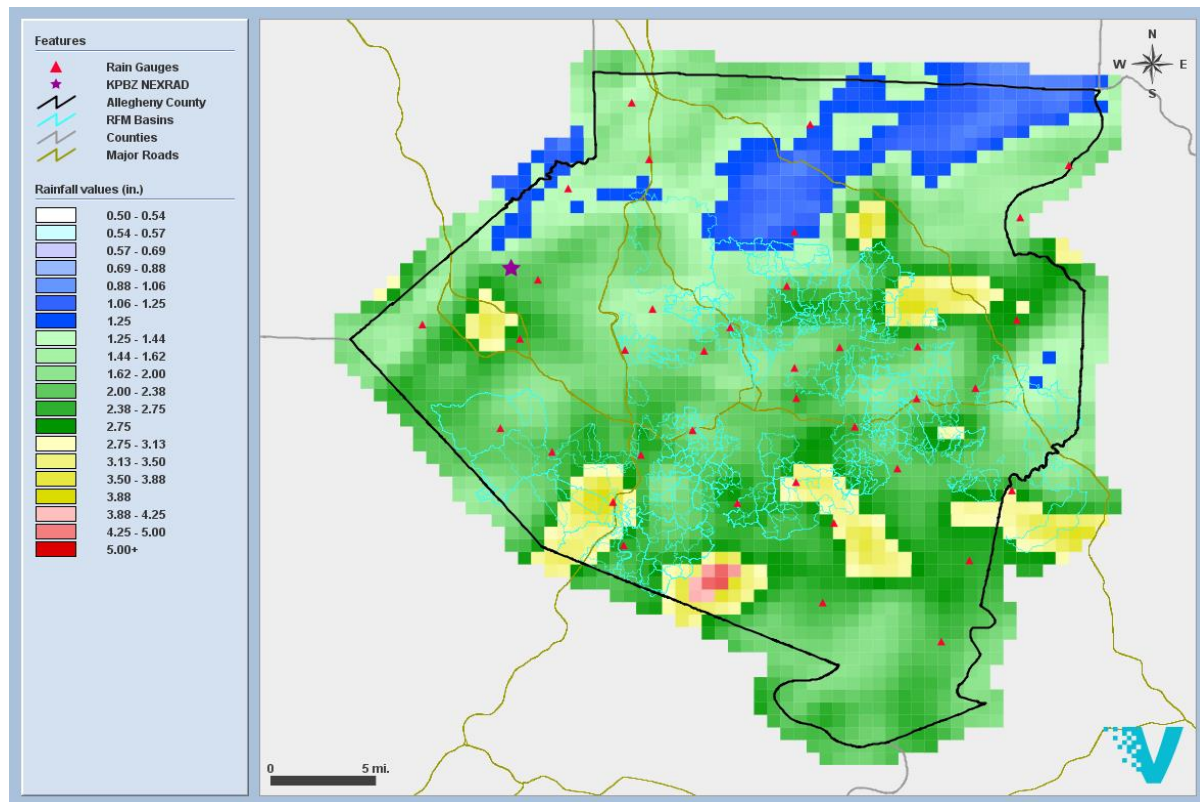 Features
Rain Gauges
KPBZ NEXRAD
Allegheny County
RFM Basins
Counties
Major Roads
Rainfall values (in.)
0.50 - 0.54
0.54 - 0.57
0.57 - 0.69
0.69 - 0.88
0.88 - 1.06
1.06 - 1.25
1.25
1.25 - 1.44
1.44 - 1.62
1.62 - 2.00
2.00 - 2.38
2.38 - 2.75
2.75
2.75 - 3.13
3.13 - 3.50
3.50 - 3.88
3.88
3.88 - 4.25
4.25 - 5.00
5.00+
N
W E
S
0 5 mi.
V